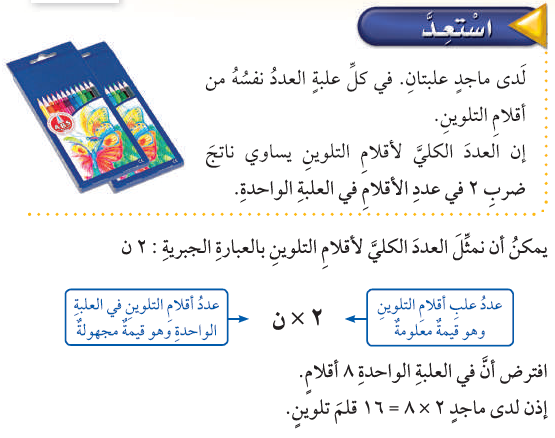 اسْتعِدَّ
لَدى ماجدٍ علبتانِ. في كلِّ علبةٍ العددُ نفسُهُ من
أقلامِ التلوينِ.
إن العددَ الكليَّ لأقلامِ التلوينِ يساوي ناتجَ
ضربِ ٢ في عددِ الأقلامِ في العلبةِ الواحدةِ.
يمكنُ أن نمثِّلَ العددَ الكليَّ لأقلامِ التلوينِ بالعبارةِ الجبريةِ : ٢ ن
عددُ علبِ أقلامِ التلوينِ
وهو قيمةٌ معلومةٌ
٢ × ن
عددُ أقلامِ التلوينِ في العلبةِ
الواحدةِ وهو قيمةٌ مجهولةٌ
افترض أنَّ في العلبةِ الواحدةِ ٨ أقلامٍ.
إذن لدى ماجدٍ ٢ × ٨ = ١٦ قلمَ تلوينٍ.